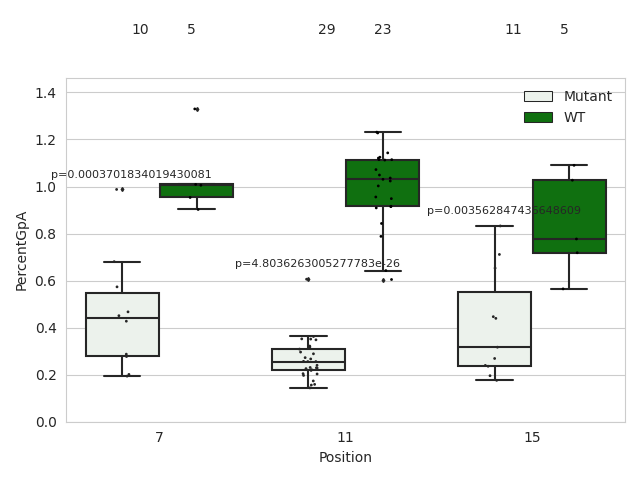 10 5 29 23 11 5
1.4
Mutant
WT
1.2
p=0.0003701834019430081
1.0
p=0.003562847436648609
0.8
p=4.8036263005277783e-26
0.6
0.4
0.2
0.0
PercentGpA
7 11 15
Position